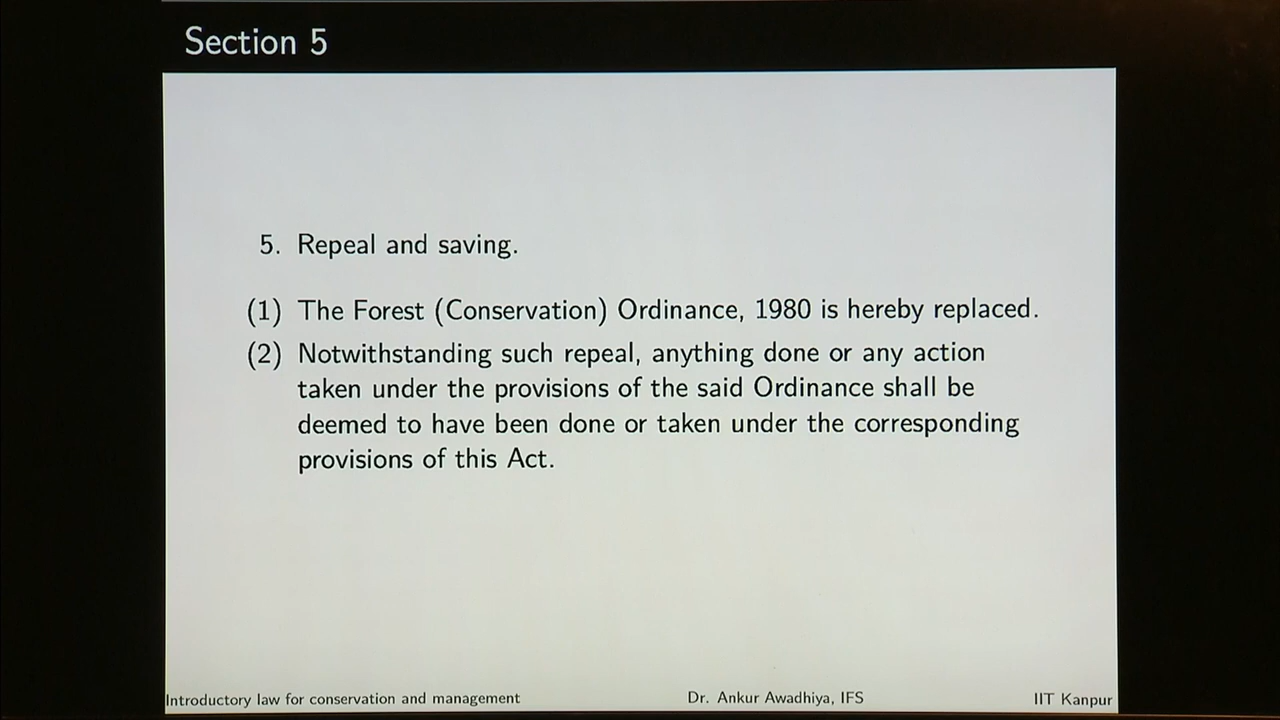 Section 5
5. Repeal and saving.
(1) The Forest (Conservation) Ordinance, 1980 is hereby replaced.
(2) Notwithstanding such repeal, anything done or any action
taken under the provisions of the said Ordinance shall be
deemed to have been done or taken under the corresponding
provisions of this Act.
Introductory law for conservation and management Dr. Ankur Awadhiya, IFS IIT Kanpur